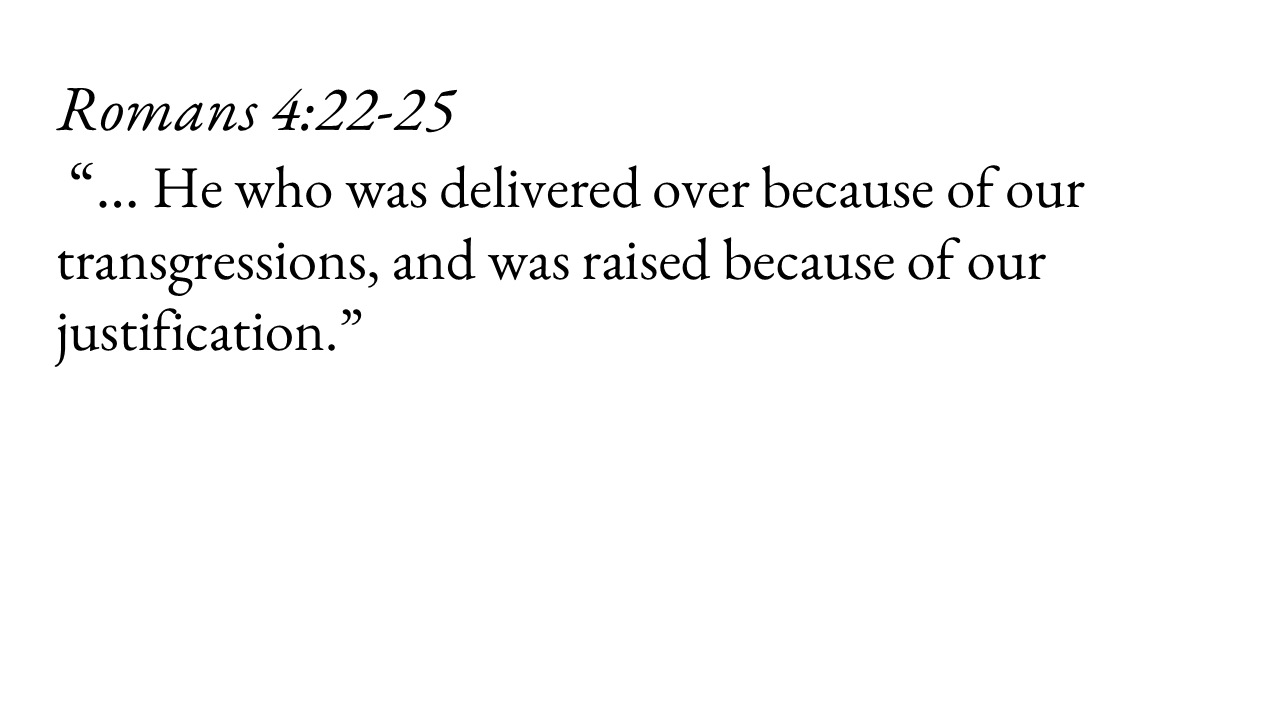 Romans 4:22-25
“… He who was delivered over because of our
transgressions, and was raised because of our
justification.”